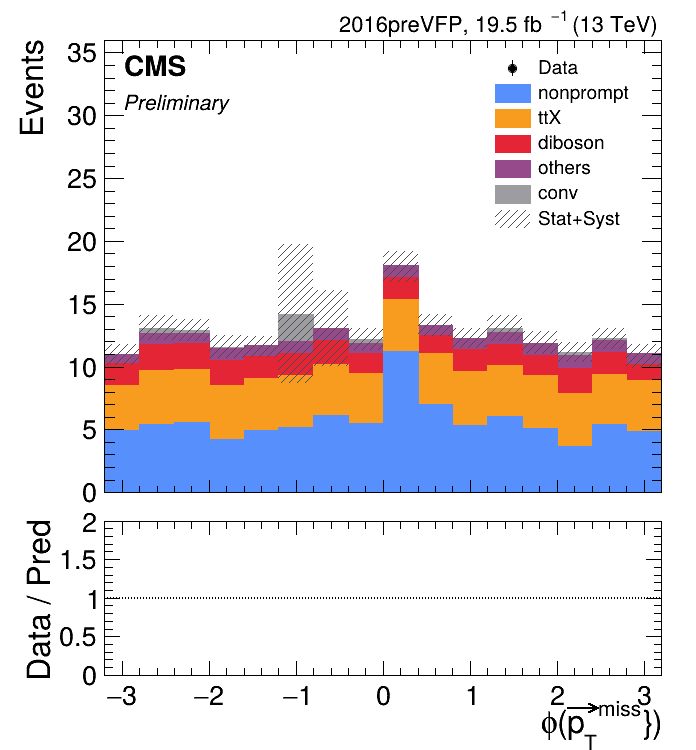 2016preVFP, 19.5 fb⁻¹ (13 TeV)
CMS
Preliminary
Events
35
30
25
20
15
10
5
0
Data
nonprompt
ttX
diboson
others
conv
Stat+Syst
Data / Pred
2
1.5
1
0.5
0
−3 −2 −1 0 1 2 3
ϕ(p⃗_T^miss})